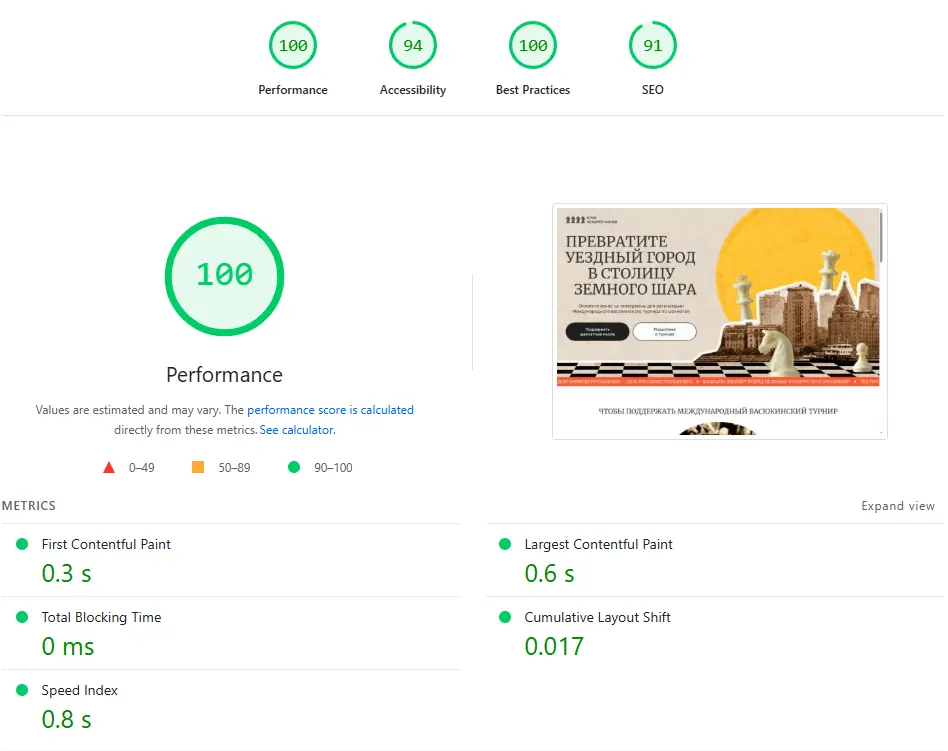 100
94
100
91
Performance
Accessibility
Best Practices
SEO
100
Performance
Values are estimated and may vary. The performance score is calculated
directly from these metrics. See calculator.
0–49
50–89
90–100
ПРЕВРАТИТЕ
УЕЗДНЫЙ ГОРОД
В СТОЛИЦУ
ЗЕМНОГО ШАРА
Поддержать
шахматную мысль
Подробнее
о турнире
ЧТОБЫ ПОДДЕРЖАТЬ МЕЖДУНАРОДНЫЙ ВАСЮКИНСКИЙ ТУРНИР
METRICS
Expand view
First Contentful Paint
0.3 s
Largest Contentful Paint
0.6 s
Total Blocking Time
0 ms
Cumulative Layout Shift
0.017
Speed Index
0.8 s